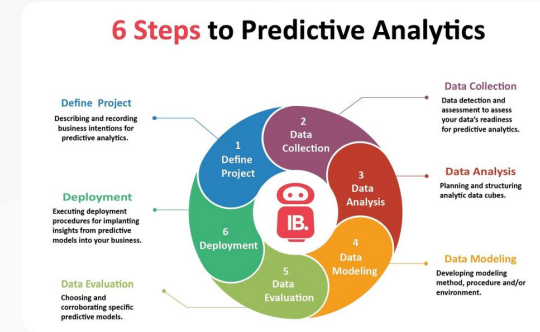 6 Steps to Predictive Analytics
Define Project
Describing and recording
business intentions for
predictive analytics.
Deployment
Executing deployment
procedures for implanting
insights from predictive
models into your business.
Data Evaluation
Choosing and
corroborating specific
predictive models.
1
Define
Project
2
Data
Collection
3
Data
Analysis
4
Data
Modeling
5
Data
Evaluation
6
Deployment
IB.
Data Collection
Data detection and
assessment to assess
your data's readiness
for predictive analytics.
Data Analysis
Planning and structuring
analytic data cubes.
Data Modeling
Developing modeling
method, procedure and/or
environment.